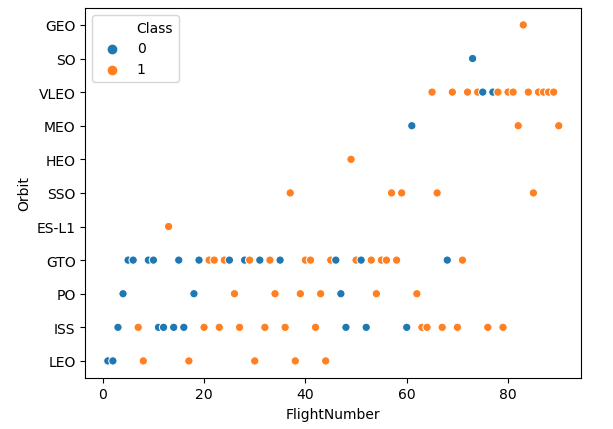 GEO
SO
VLEO
MEO
HEO
SSO
ES-L1
GTO
PO
ISS
LEO
Orbit
Class
0
1
0 20 40 60 80
FlightNumber